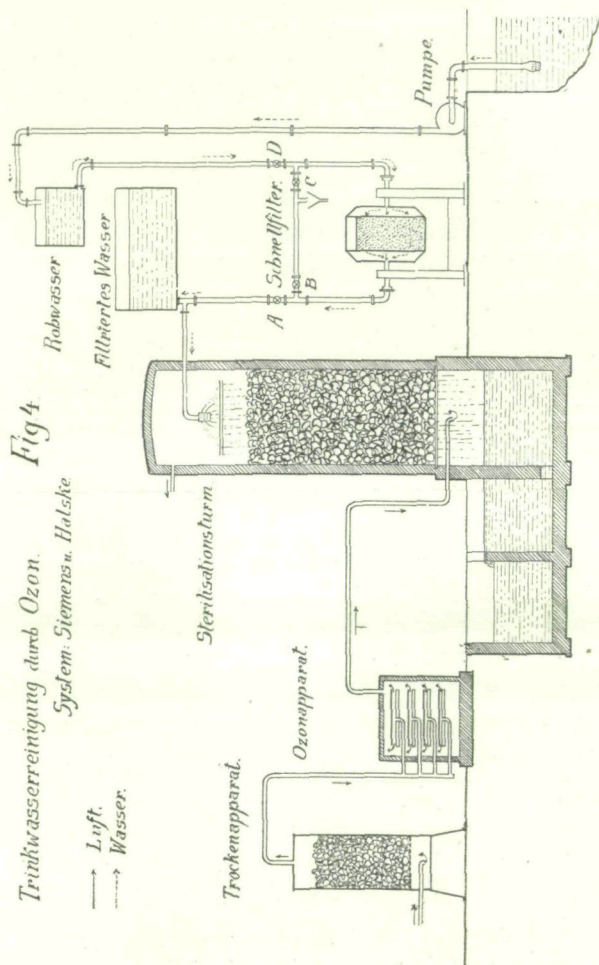 Trinkwasserreinigung durch Ozon.
Fig 4
System: Siemens u. Halske
Luft.
Wasser.
Trockenapparat.
Ozonapparat.
Sterilisationsturm
Rohwasser
Filtriertes Wasser
Schnellfilter.
A
B
C
D
Pumpe.